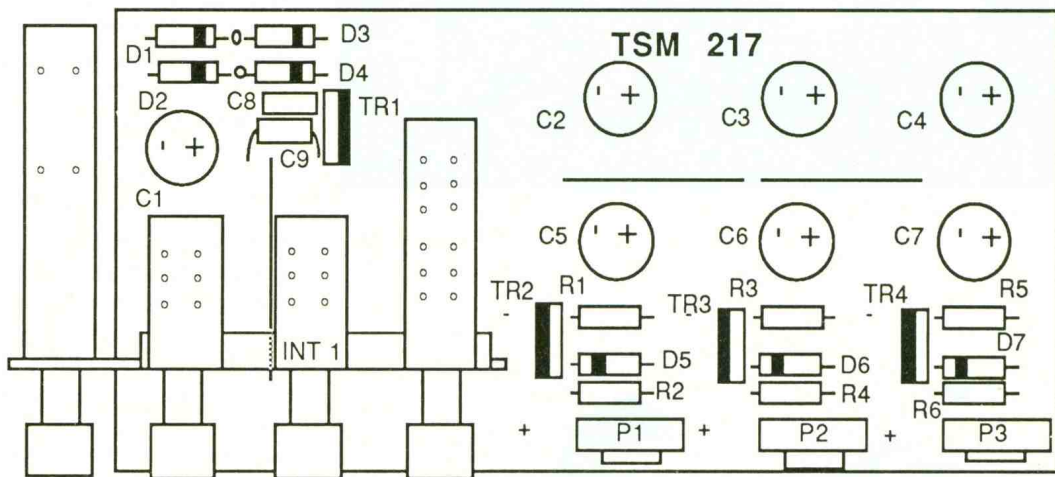 TSM 217
D1
D3
D4
D2
C8
TR1
C9
C1
C2
C3
C4
C5
C6
C7
TR2
R1
TR3
R3
TR4
R5
D5
D6
D7
R2
R4
R6
INT 1
P1
P2
P3